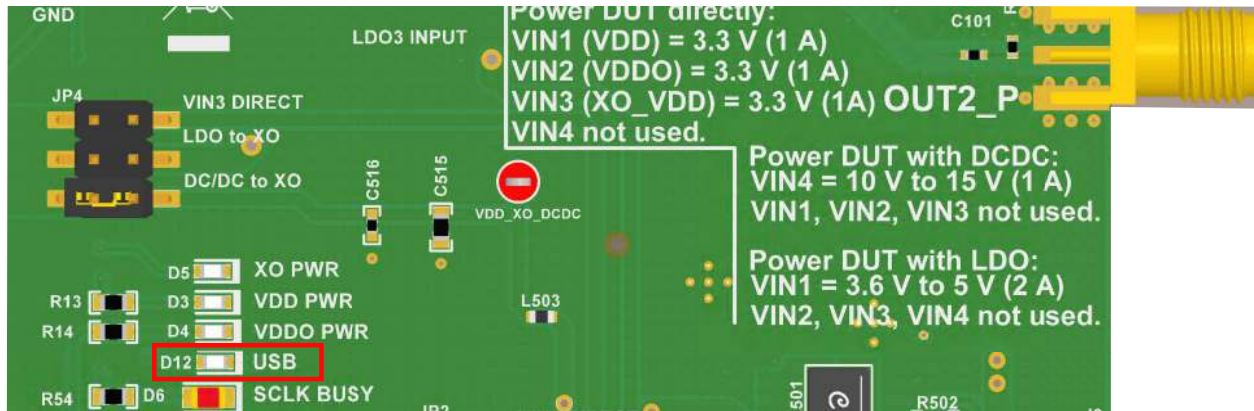 GND
LDO3 INPUT
Power DUT directly:
VIN1 (VDD) = 3.3 V (1 A)
VIN2 (VDDO) = 3.3 V (1 A)
VIN3 (XO_VDD) = 3.3 V (1A)
VIN4 not used.
C101
OUT2_P
JP4
VIN3 DIRECT
LDO to XO
DC/DC to XO
C516
C515
VDD_XO_DCDC
Power DUT with DCDC:
VIN4 = 10 V to 15 V (1 A)
VIN1, VIN2, VIN3 not used.
Power DUT with LDO:
VIN1 = 3.6 V to 5 V (2 A)
VIN2, VIN3, VIN4 not used.
D5 XO PWR
R13 D3 VDD PWR
R14 D4 VDDO PWR
D12 USB
R54 D6 SCLK BUSY
L503
501
R502